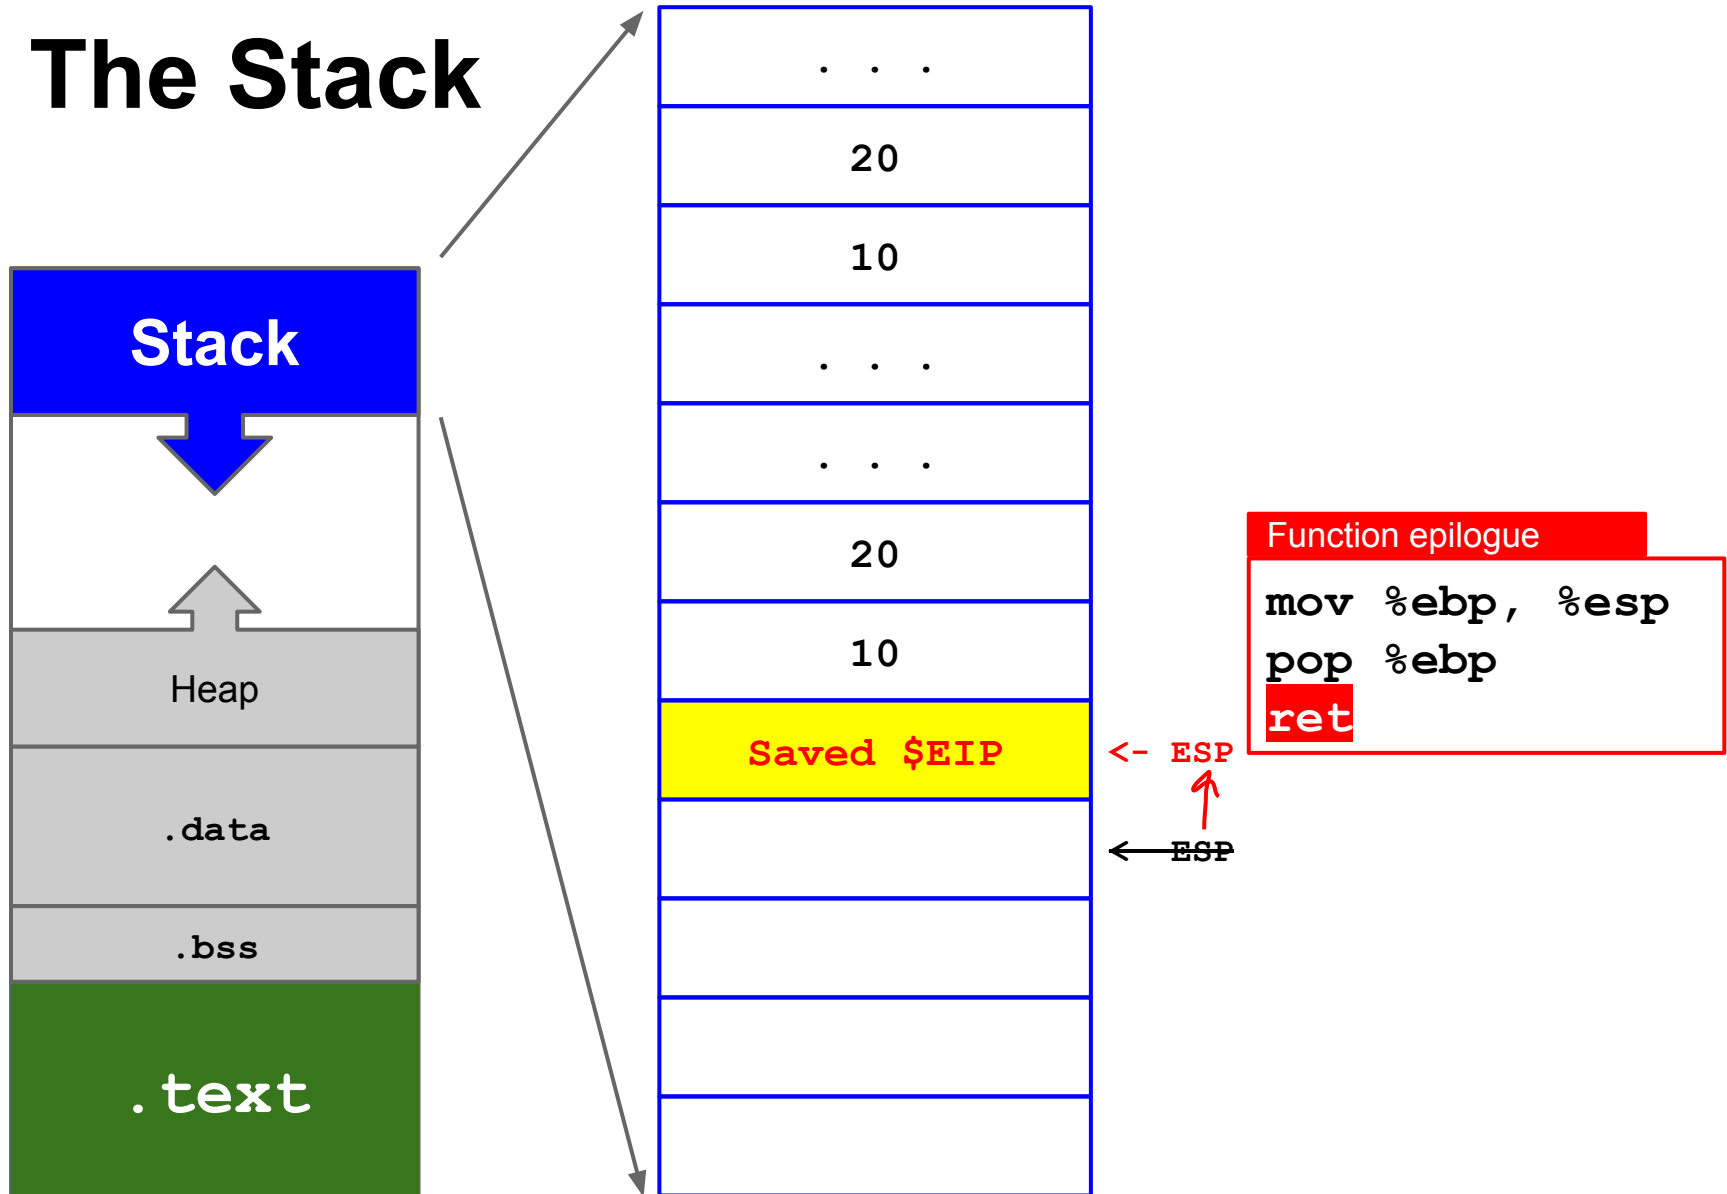 The Stack
Stack
Heap
.data
.bss
.text
. . .
20
10
. . .
. . .
20
10
Saved $EIP
<- ESP
ESP
Function epilogue
mov %ebp, %esp
pop %ebp
ret